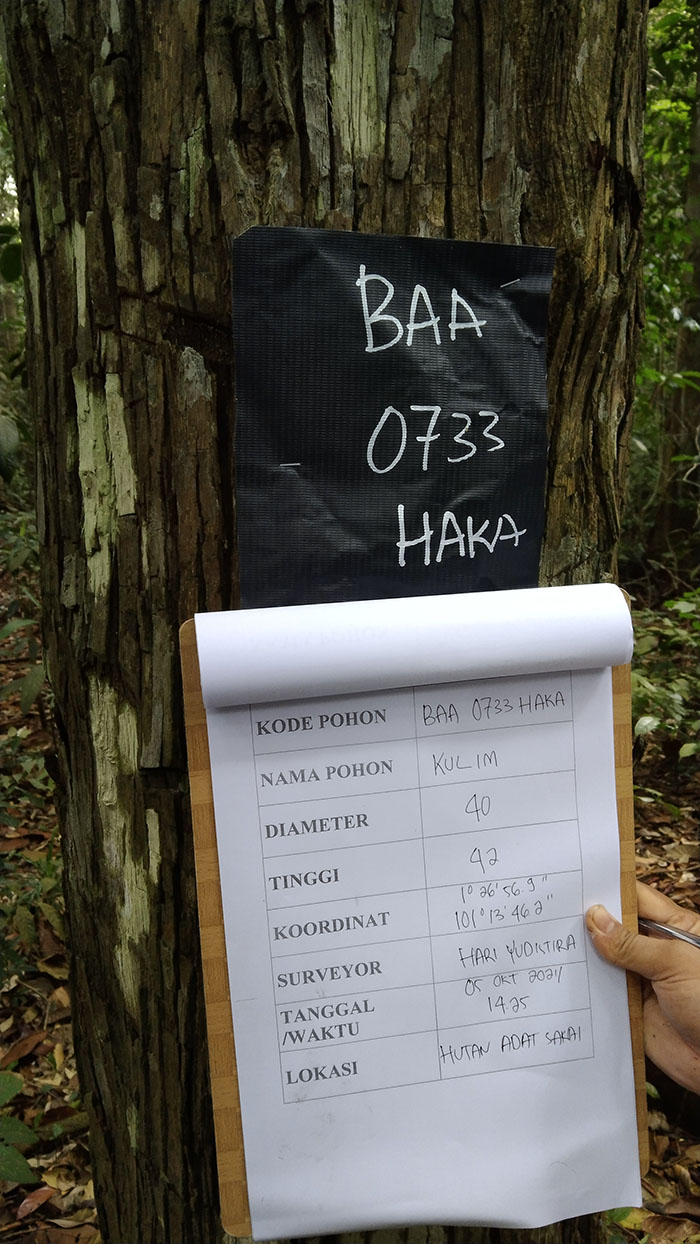 BAA
0733
HAKA
KODE POHON BAA 0733 HAKA
NAMA POHON KULIM
DIAMETER 40
TINGGI 42
KOORDINAT 1° 26' 56.9"
101° 13' 46.2"
SURVEYOR HARI YUDISTIRA
TANGGAL 05 OKT 2021/
/WAKTU 14.25
LOKASI HUTAN ADAT SAKAI